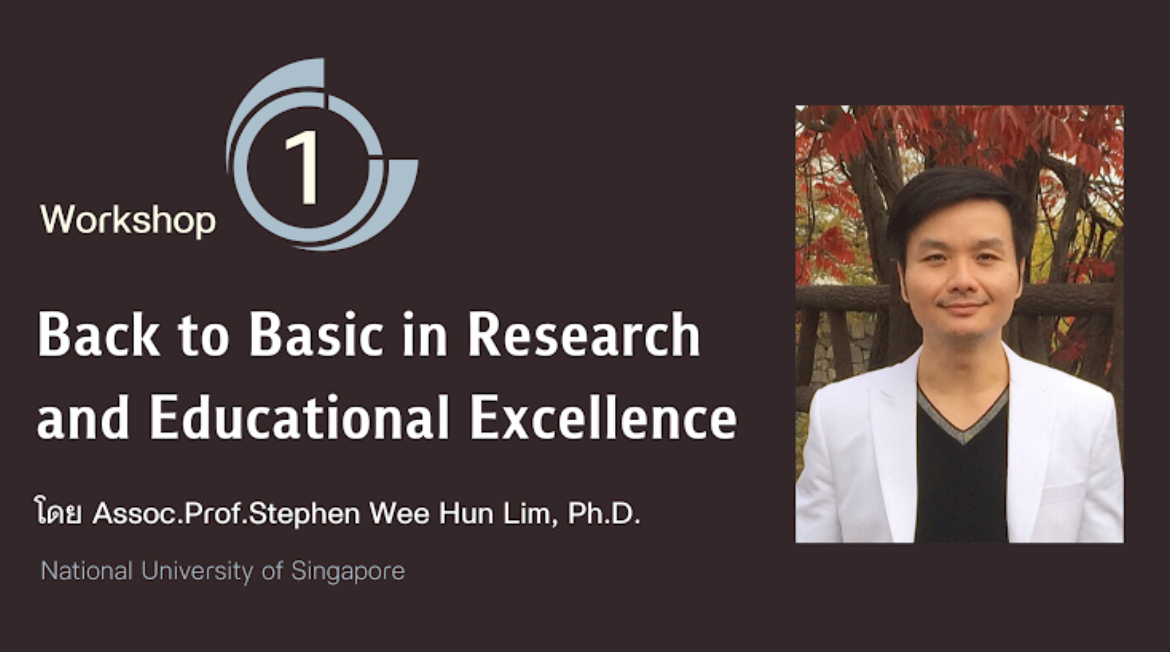 Workshop
1
Back to Basic in Research
and Educational Excellence
โดย Assoc.Prof.Stephen Wee Hun Lim, Ph.D.
National University of Singapore